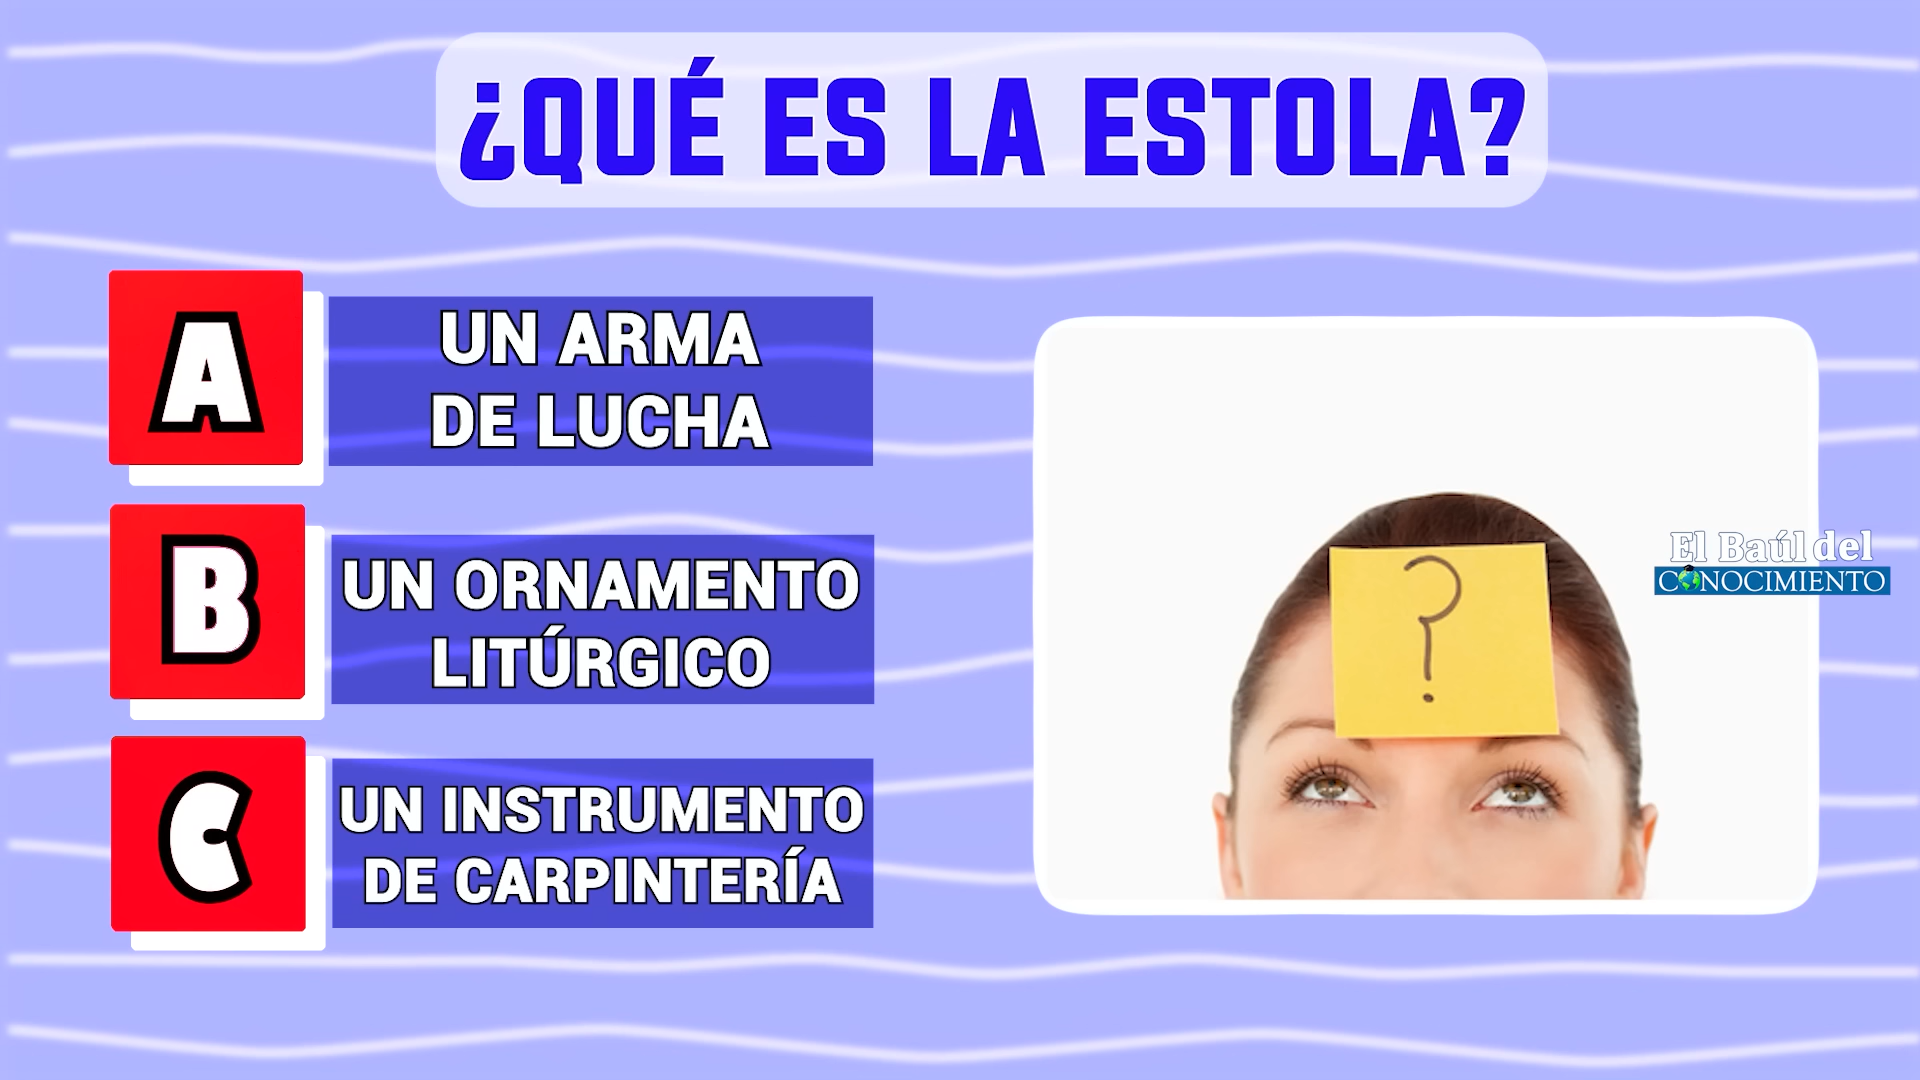 ¿QUÉ ES LA ESTOLA?
A
UN ARMA
DE LUCHA
B
UN ORNAMENTO
LITÚRGICO
C
UN INSTRUMENTO
DE CARPINTERÍA
?
El Baúl del
CONOCIMIENTO